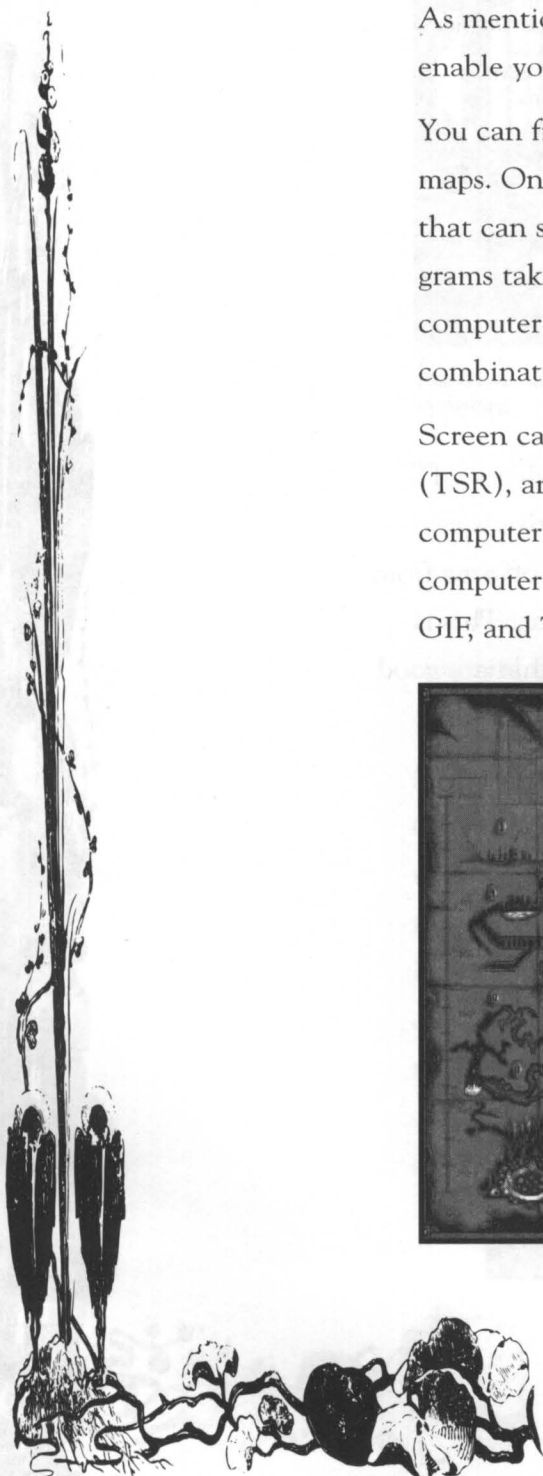 As mentic
enable yo
You can f
maps. On
that can s
grams tak
computer
combinat
Screen ca
(TSR), ar
computer
computer
GIF, and